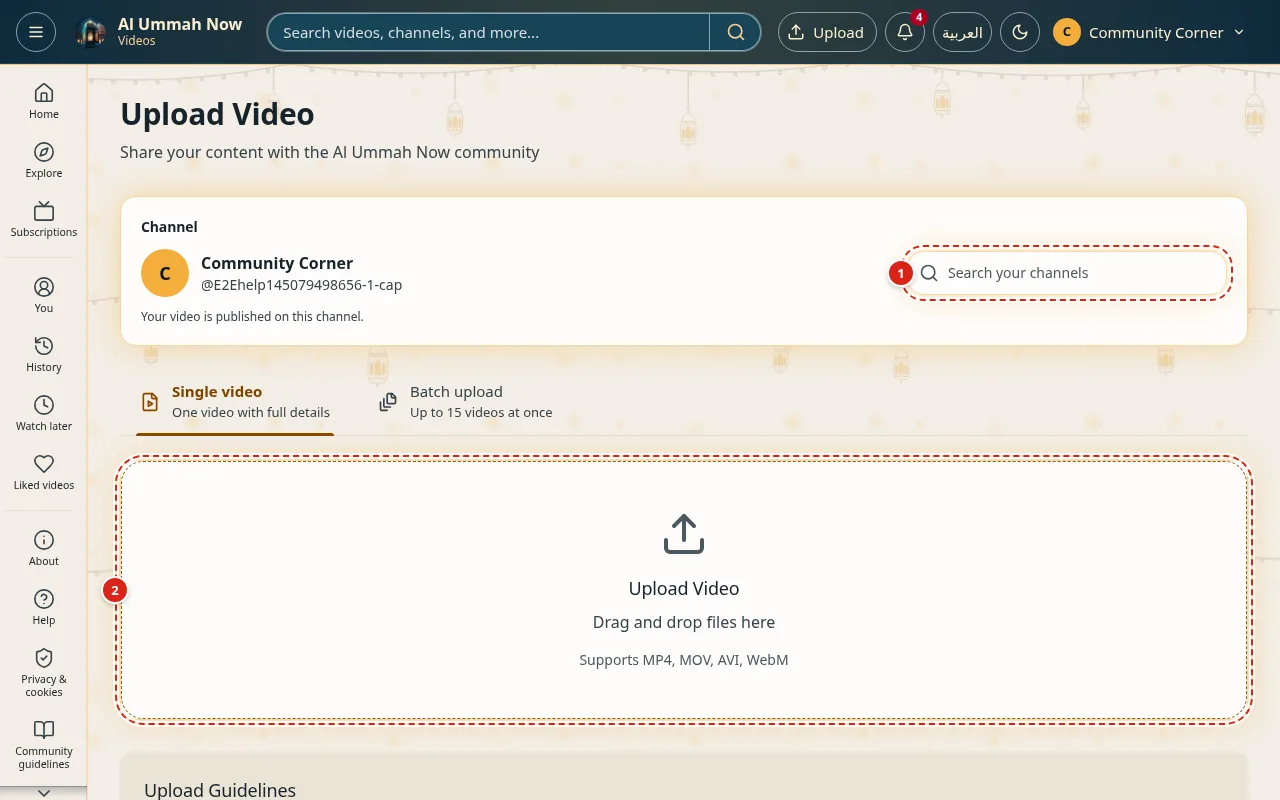 Al Ummah Now
Videos
Search videos, channels, and more...
Upload
4
العربية
C
Community Corner
Home
Explore
Subscriptions
You
History
Watch later
Liked videos
About
Help
Privacy &
cookies
Community
guidelines
Upload Video
Share your content with the Al Ummah Now community
Channel
C
Community Corner
@E2Ehelp145079498656-1-cap
Your video is published on this channel.
1
Search your channels
Single video
One video with full details
Batch upload
Up to 15 videos at once
2
Upload Video
Drag and drop files here
Supports MP4, MOV, AVI, WebM
Upload Guidelines